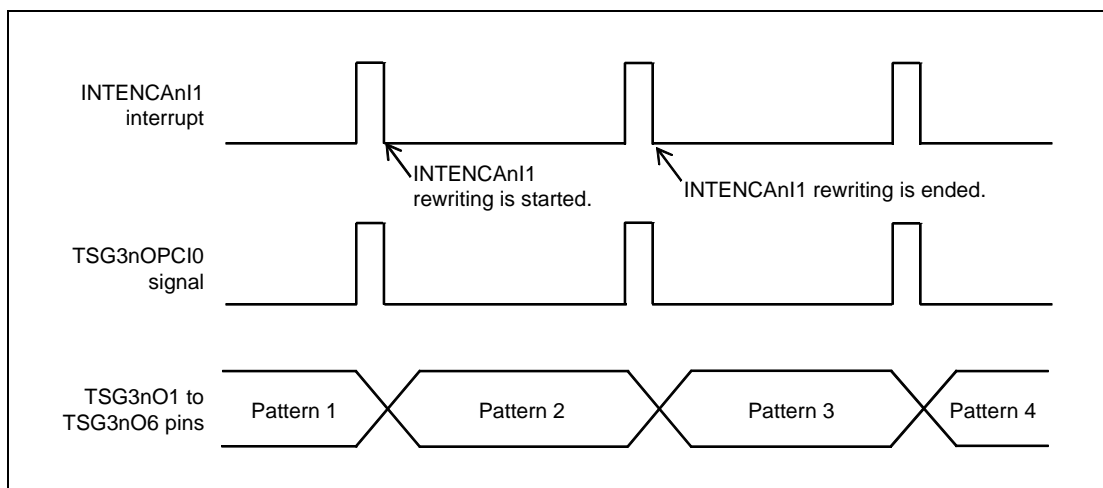 INTENCAnI1
interrupt
INTENCAnI1
rewriting is started.
INTENCAnI1 rewriting is ended.
TSG3nOPCI0
signal
TSG3nO1 to
TSG3nO6 pins
Pattern 1
Pattern 2
Pattern 3
Pattern 4